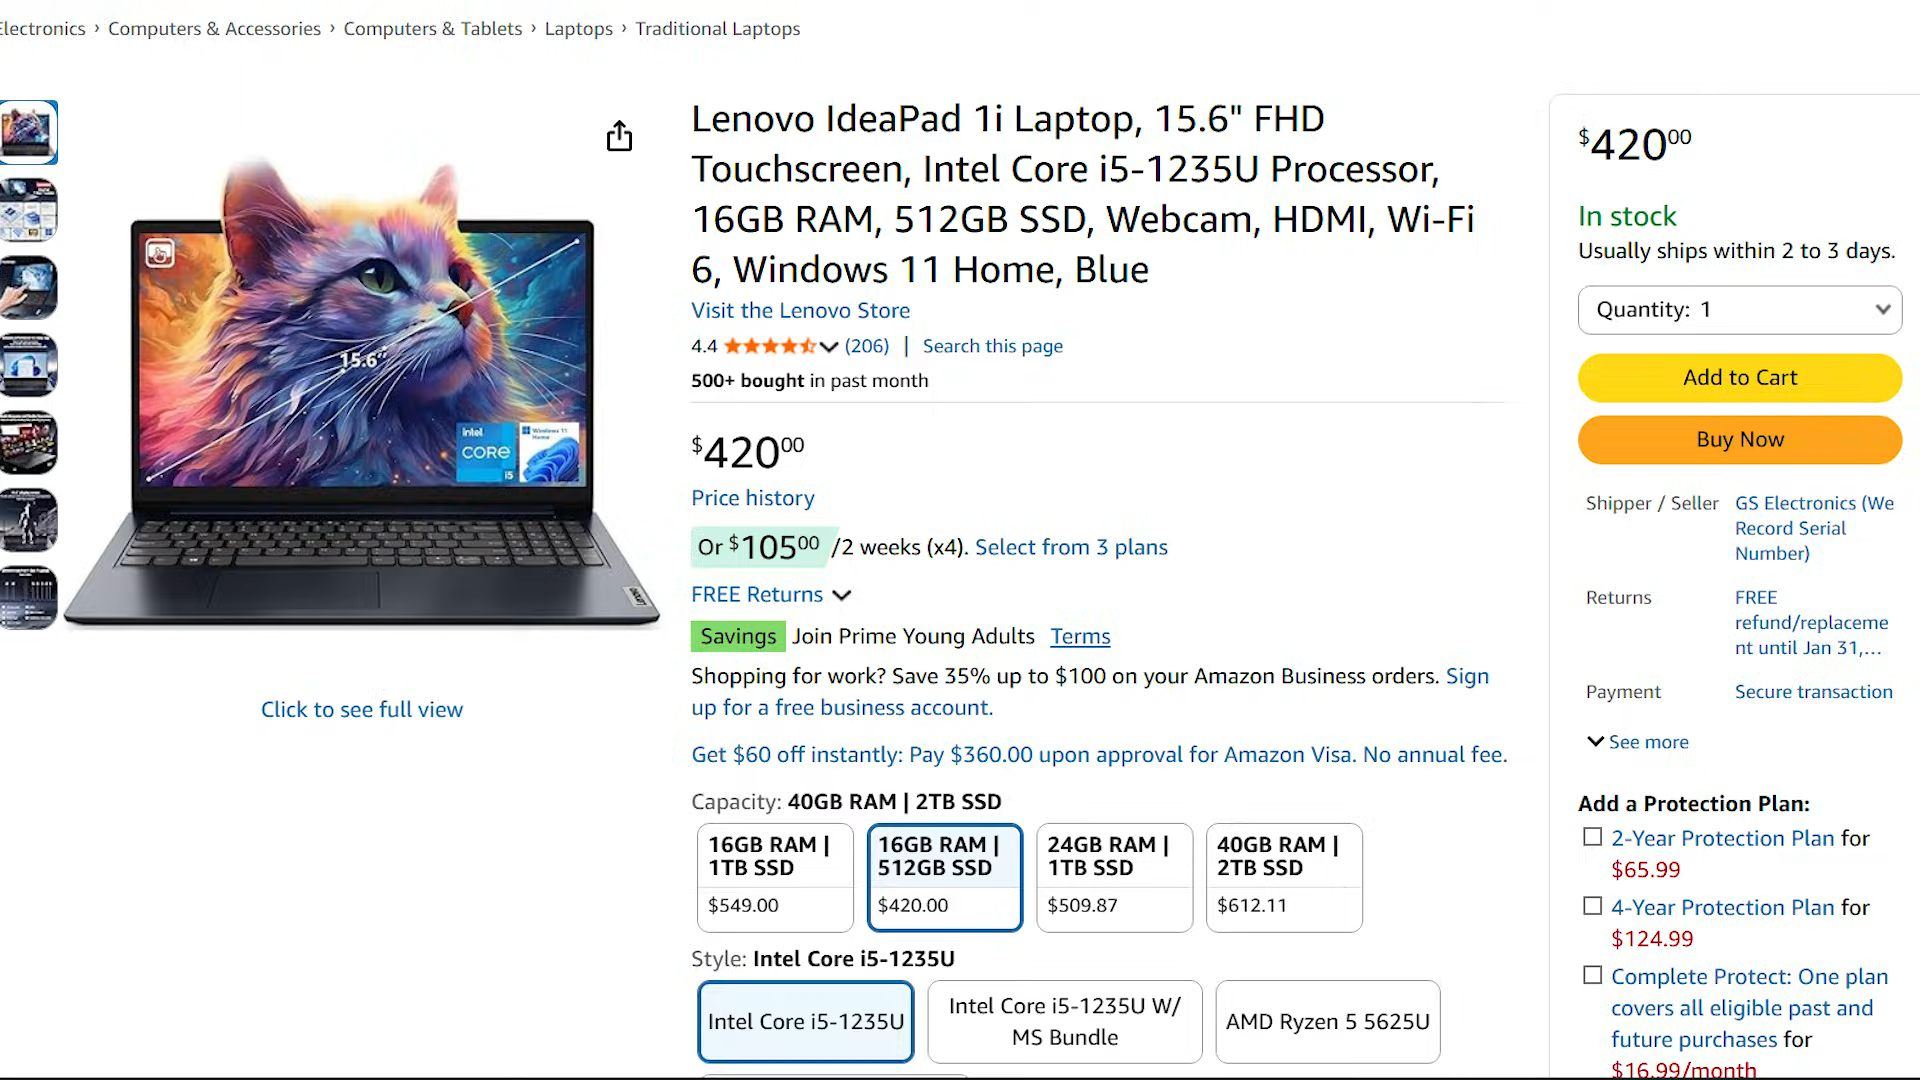 Electronics › Computers & Accessories › Computers & Tablets › Laptops › Traditional Laptops
15.6"
intel
CORE
i5
Windows 11
Home
Lenovo
Click to see full view
Lenovo IdeaPad 1i Laptop, 15.6" FHD
Touchscreen, Intel Core i5-1235U Processor,
16GB RAM, 512GB SSD, Webcam, HDMI, Wi-Fi
6, Windows 11 Home, Blue
Visit the Lenovo Store
4.4 (206) | Search this page
500+ bought in past month
$42000
Price history
Or $10500 /2 weeks (x4). Select from 3 plans
FREE Returns
Savings Join Prime Young Adults Terms
Shopping for work? Save 35% up to $100 on your Amazon Business orders. Sign
up for a free business account.
Get $60 off instantly: Pay $360.00 upon approval for Amazon Visa. No annual fee.
Capacity: 40GB RAM | 2TB SSD
16GB RAM |
1TB SSD
$549.00
16GB RAM |
512GB SSD
$420.00
24GB RAM |
1TB SSD
$509.87
40GB RAM |
2TB SSD
$612.11
Style: Intel Core i5-1235U
Intel Core i5-1235U
Intel Core i5-1235U W/
MS Bundle
AMD Ryzen 5 5625U
$42000
In stock
Usually ships within 2 to 3 days.
Quantity: 1
Add to Cart
Buy Now
Shipper / Seller
GS Electronics (We
Record Serial
Number)
Returns
FREE
refund/replaceme
nt until Jan 31,...
Payment
Secure transaction
See more
Add a Protection Plan:
2-Year Protection Plan for
$65.99
4-Year Protection Plan for
$124.99
Complete Protect: One plan
covers all eligible past and
future purchases for
$16.99/month